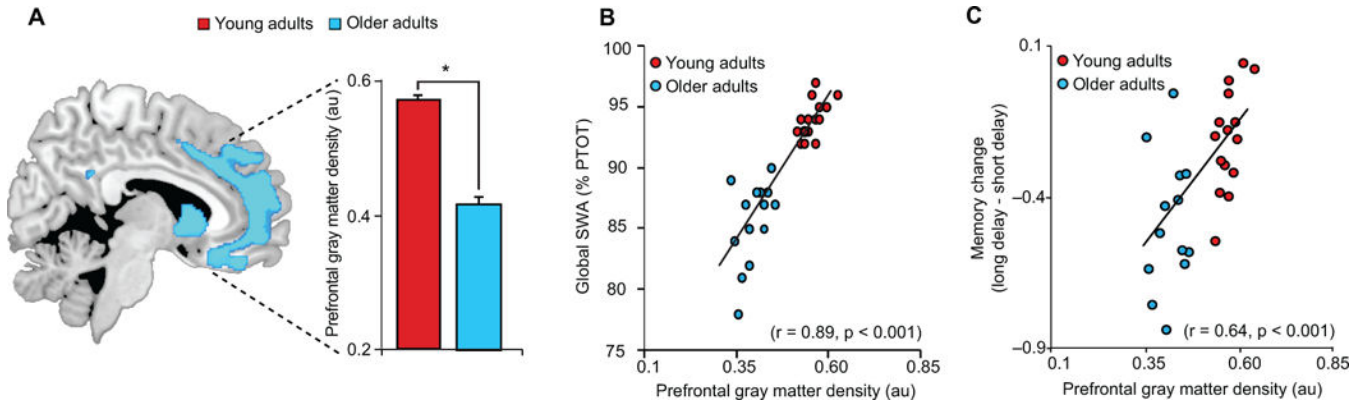 A
Young adults
Older adults
Prefrontal gray matter density (au)
0.6
0.4
0.2
*
B
Young adults
Older adults
Global SWA (% PTOT)
100
95
90
85
80
75
(r = 0.89, p < 0.001)
0.1
0.35
0.60
0.85
Prefrontal gray matter density (au)
C
Young adults
Older adults
Memory change
(long delay - short delay)
0.1
–0.4
–0.9
(r = 0.64, p < 0.001)
0.1
0.35
0.60
0.85
Prefrontal gray matter density (au)